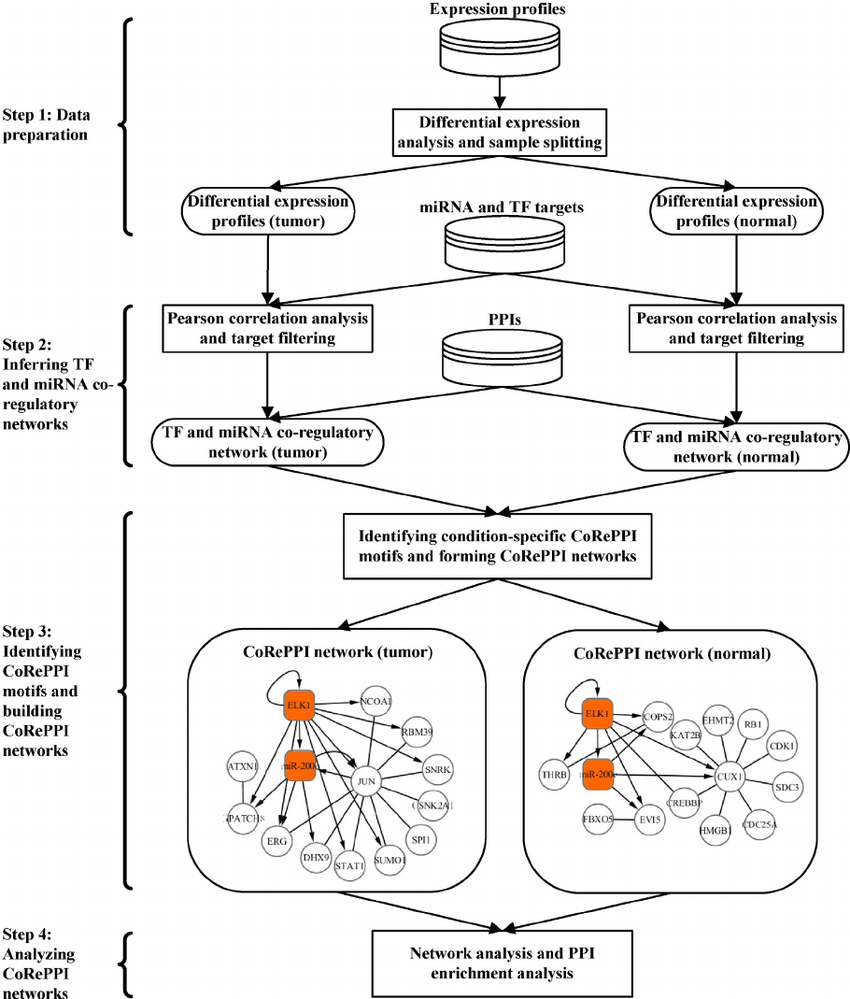 Expression profiles
Step 1: Data
preparation
Differential expression
analysis and sample splitting
Differential expression
profiles (tumor)
miRNA and TF targets
Differential expression
profiles (normal)
Step 2:
Inferring TF
and miRNA co-
regulatory
networks
Pearson correlation analysis
and target filtering
PPIs
Pearson correlation analysis
and target filtering
TF and miRNA co-regulatory
network (tumor)
TF and miRNA co-regulatory
network (normal)
Identifying condition-specific CoRePPI
motifs and forming CoRePPI networks
Step 3:
Identifying
CoRePPI
motifs and
building
CoRePPI
networks
CoRePPI network (tumor)
ELK1
NCOA1
RBM39
ATXN1
miR-200c
SNRK
JUN
CSNK2A1
GPATCH8
ERG
SPI1
DHX9
STAT1
SUMO1
CoRePPI network (normal)
ELK1
COPS2
EHMT2
RB1
KAT2B
CDK1
THRB
miR-200c
CUX1
SDC3
CREBBP
FBXO5
EVI5
HMGB1
CDC25A
Step 4:
Analyzing
CoRePPI
networks
Network analysis and PPI
enrichment analysis